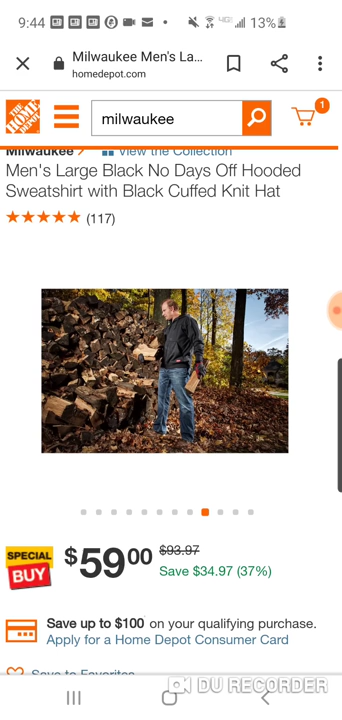 9:44
13%
Milwaukee Men's La...
homedepot.com
THE HOME DEPOT
milwaukee
1
Milwaukee
View the Collection
Men's Large Black No Days Off Hooded
Sweatshirt with Black Cuffed Knit Hat
(117)
SPECIAL
BUY
$5900
$93.97
Save $34.97 (37%)
Save up to $100 on your qualifying purchase.
Apply for a Home Depot Consumer Card
Save to Favorites
DU RECORDER